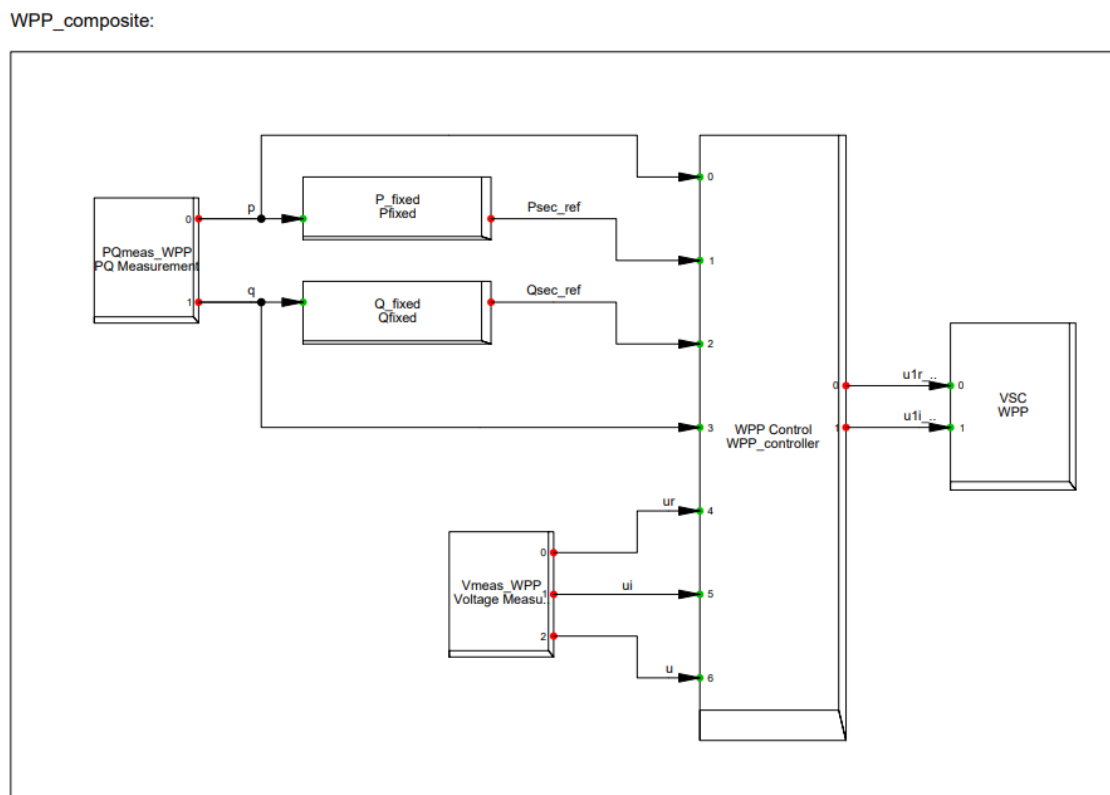 WPP_composite:
0
p
P_fixed
Pfixed
Psec_ref
0
PQmeas_WPP
PQ Measurement
1
1
q
Q_fixed
Qfixed
Qsec_ref
2
3
WPP Control
WPP_controller
0
1
u1r_..
u1i_..
0
1
VSC
WPP
ur
4
0
Vmeas_WPP
Voltage Measu..
1
ui
5
2
u
6